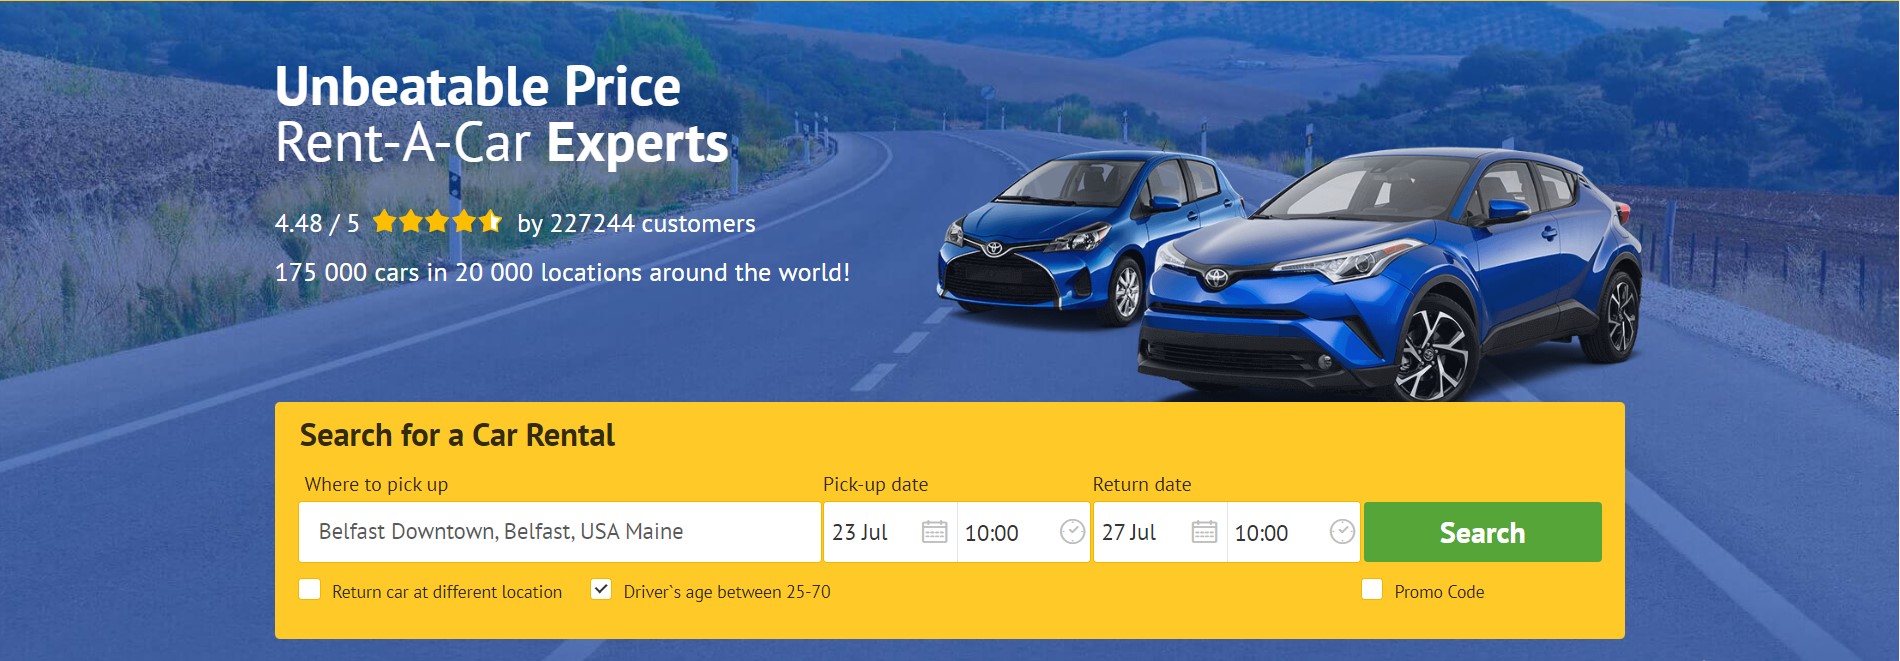 Unbeatable Price
Rent-A-Car Experts
4.48 / 5 by 227244 customers
175 000 cars in 20 000 locations around the world!
Search for a Car Rental
Where to pick up Pick-up date Return date
Belfast Downtown, Belfast, USA Maine 23 Jul 10:00 27 Jul 10:00 Search
Return car at different location Driver`s age between 25-70 Promo Code